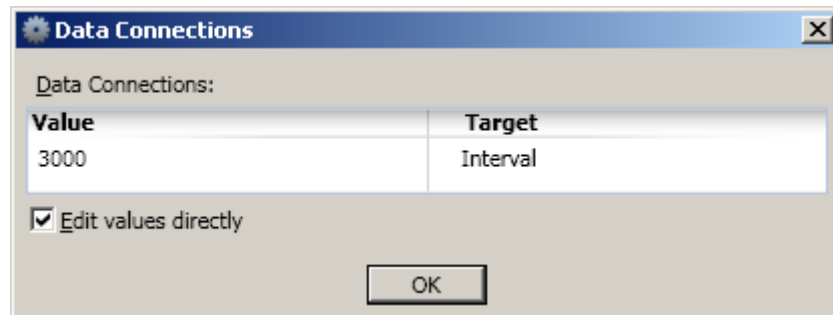 Data Connections
Data Connections:
Value Target
3000 Interval
Edit values directly
OK